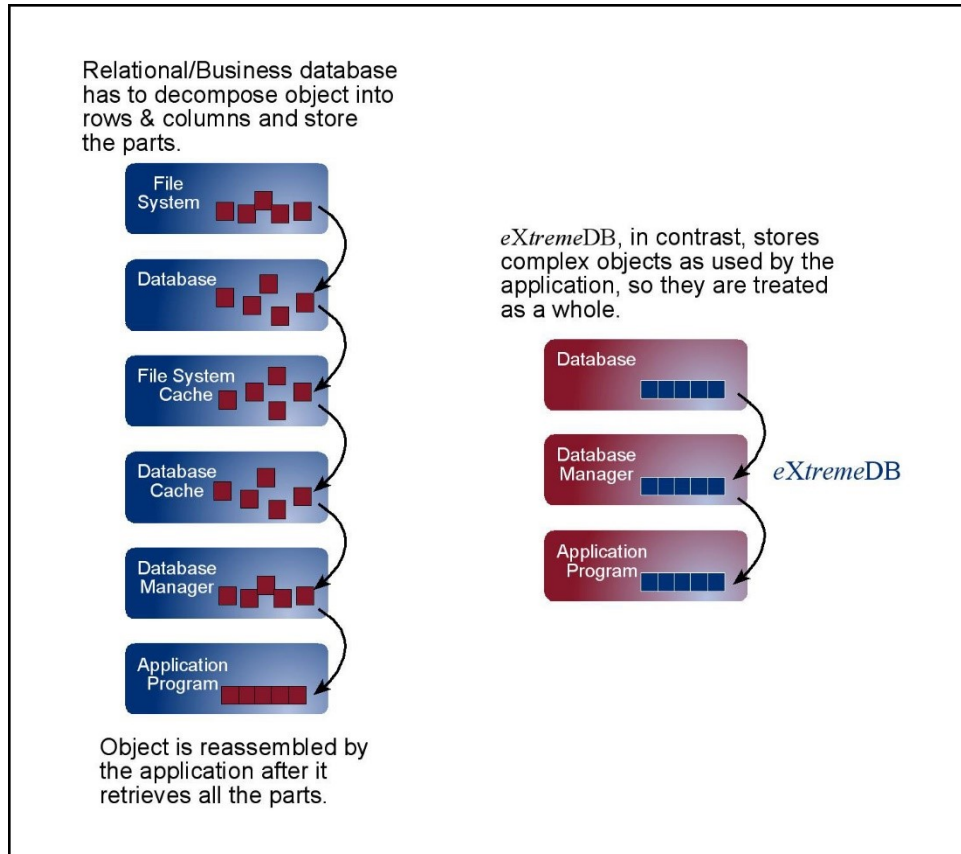 Relational/Business database
has to decompose object into
rows & columns and store
the parts.
File
System
Database
File System
Cache
Database
Cache
Database
Manager
Application
Program
Object is reassembled by
the application after it
retrieves all the parts.
eXtremeDB, in contrast, stores
complex objects as used by the
application, so they are treated
as a whole.
Database
Database
Manager
eXtremeDB
Application
Program